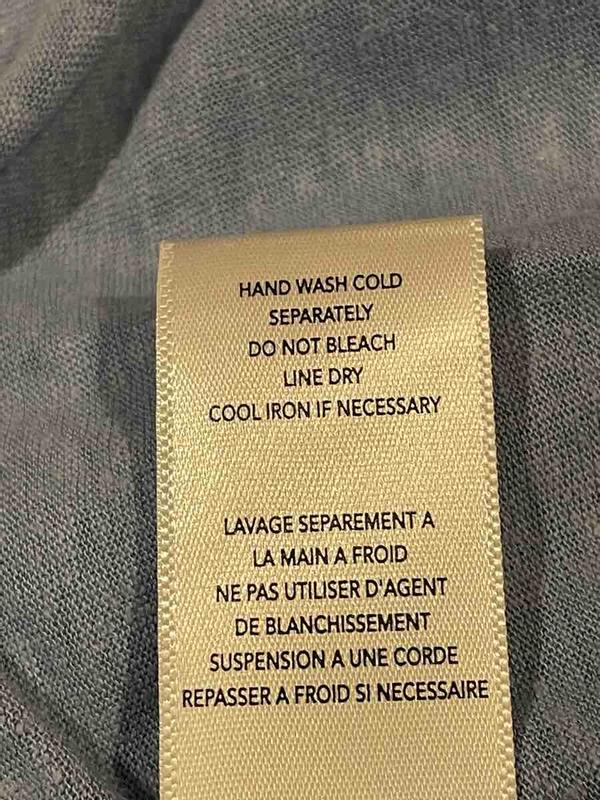 HAND WASH COLD
SEPARATELY
DO NOT BLEACH
LINE DRY
COOL IRON IF NECESSARY
LAVAGE SEPAREMENT A
LA MAIN A FROID
NE PAS UTILISER D'AGENT
DE BLANCHISSEMENT
SUSPENSION A UNE CORDE
REPASSER A FROID SI NECESSAIRE